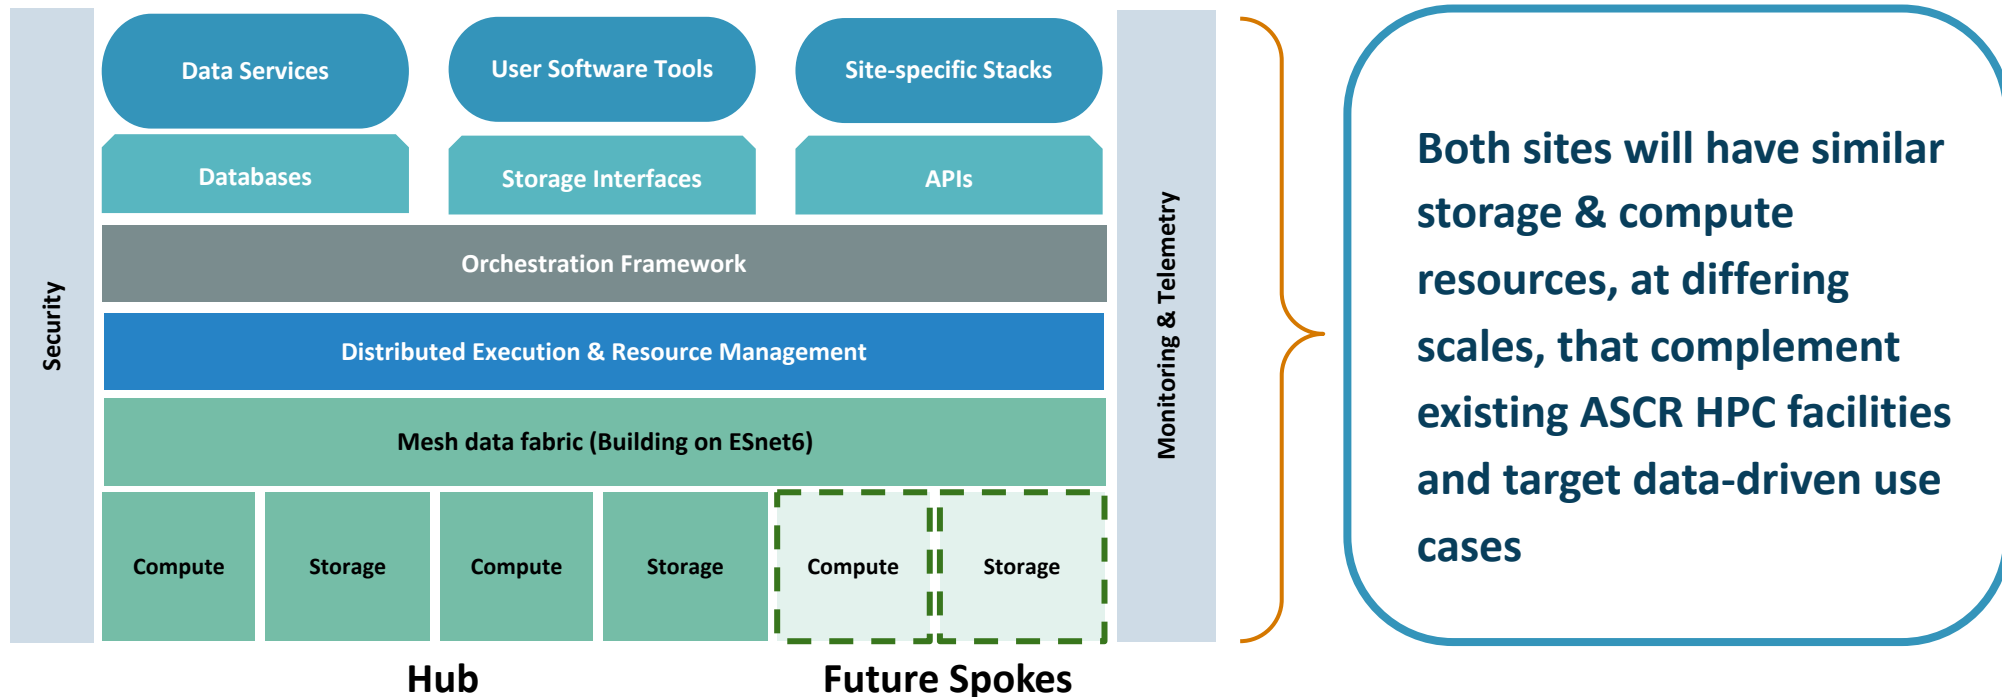 Security
Data Services
User Software Tools
Site-specific Stacks
Databases
Storage Interfaces
APIs
Orchestration Framework
Distributed Execution & Resource Management
Mesh data fabric (Building on ESnet6)
Compute
Storage
Compute
Storage
Compute
Storage
Hub
Future Spokes
Monitoring & Telemetry
Both sites will have similar
storage & compute
resources, at differing
scales, that complement
existing ASCR HPC facilities
and target data-driven use
cases